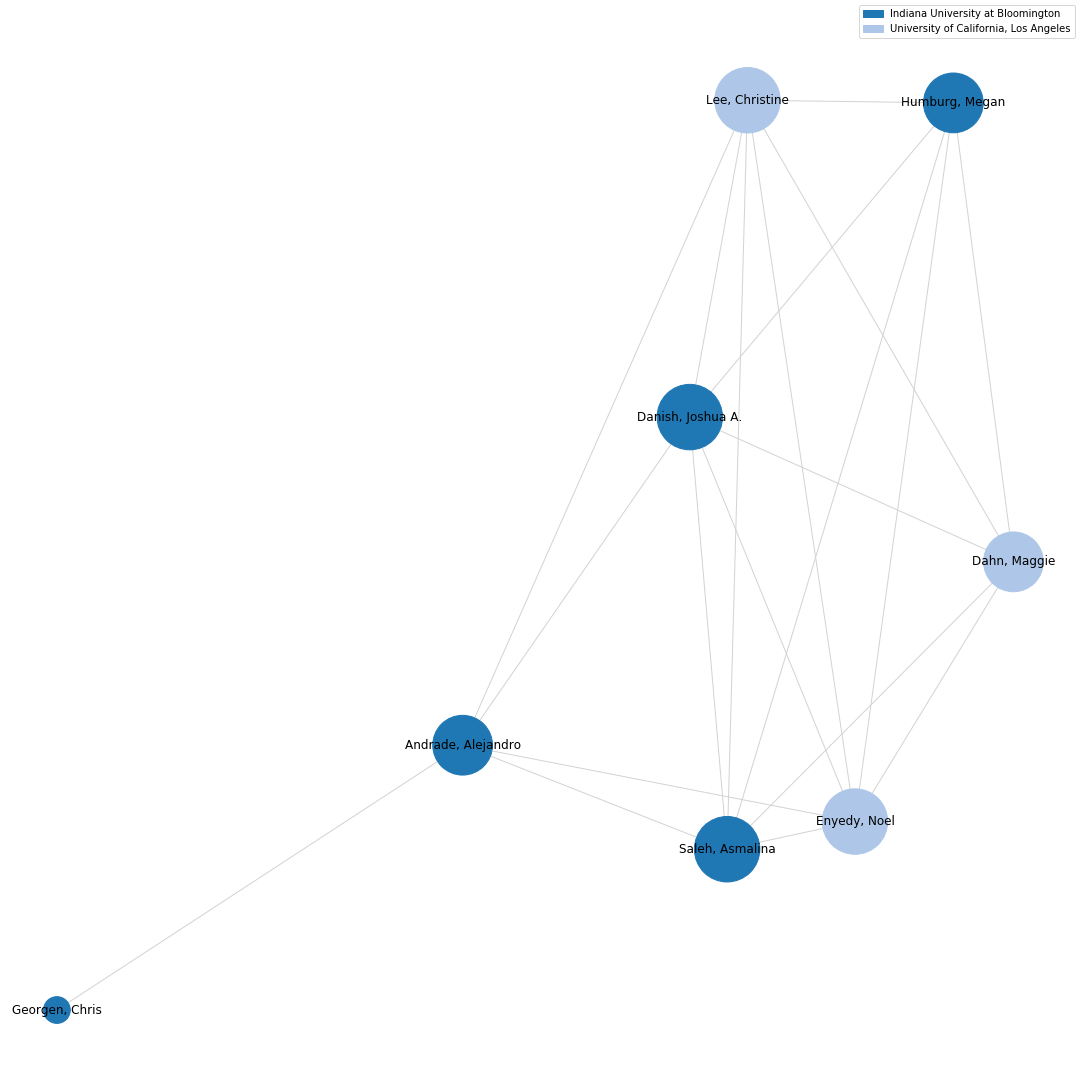 Indiana University at Bloomington
University of California, Los Angeles
Lee, Christine
Humburg, Megan
Danish, Joshua A.
Dahn, Maggie
Andrade, Alejandro
Enyedy, Noel
Saleh, Asmalina
Georgen, Chris